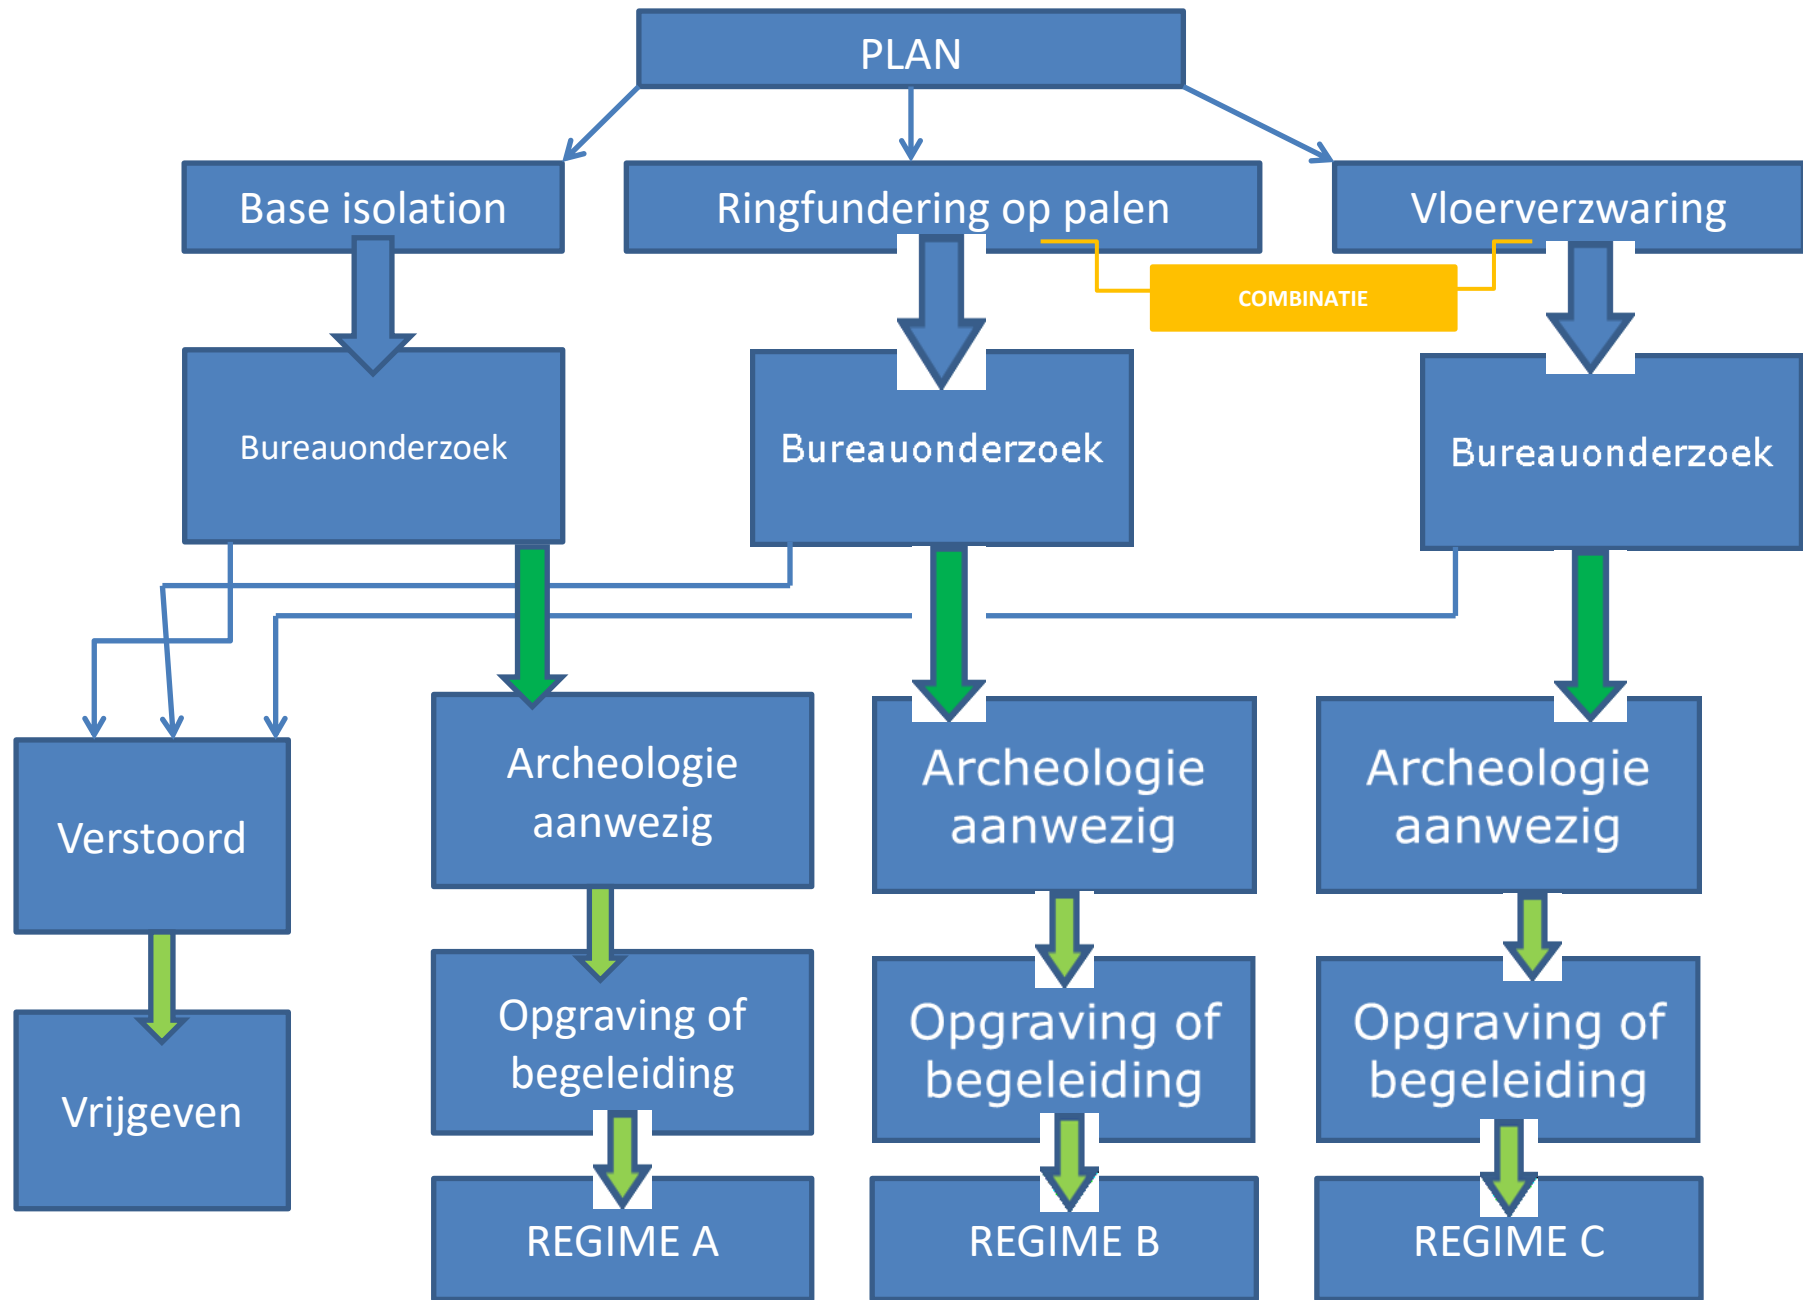 PLAN
Base isolation
Ringfundering op palen
Vloerverzwaring
COMBINATIE
Bureauonderzoek
Bureauonderzoek
Bureauonderzoek
Verstoord
Archeologie
aanwezig
Archeologie
aanwezig
Archeologie
aanwezig
Vrijgeven
Opgraving of
begeleiding
Opgraving of
begeleiding
Opgraving of
begeleiding
REGIME A
REGIME B
REGIME C